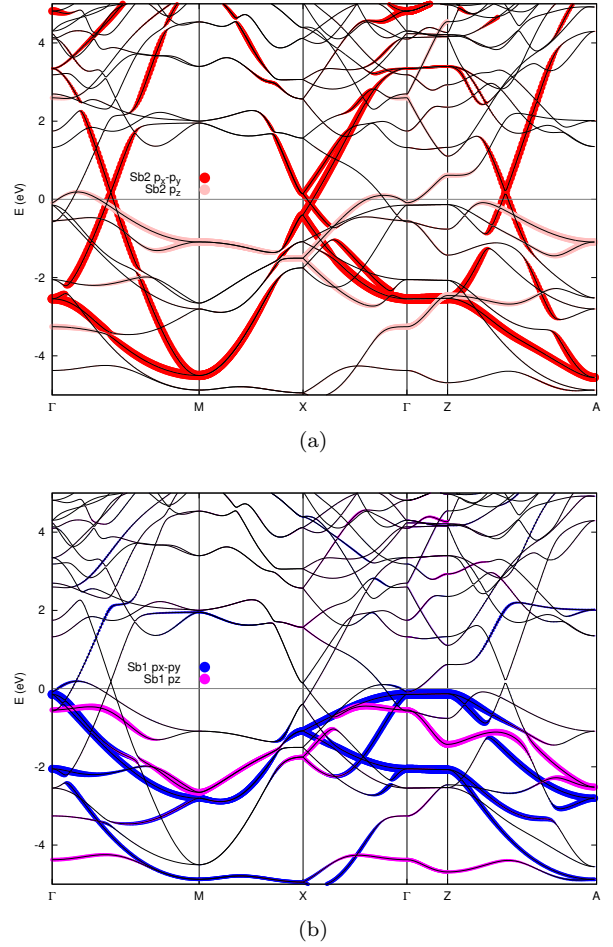 4
2
0
-2
-4
E (eV)
Sb2 px-py
Sb2 pz
Γ M X Γ Z A
(a)
4
2
0
-2
-4
E (eV)
Sb1 px-py
Sb1 pz
Γ M X Γ Z A
(b)